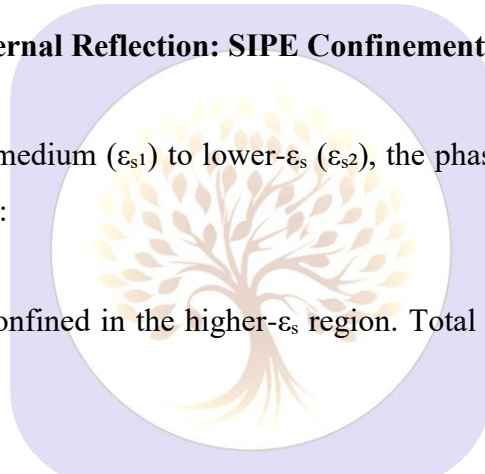 ernal Reflection: SIPE Confinement
medium (εs1) to lower-εs (εs2), the phas
:
onfined in the higher-εs region. Total